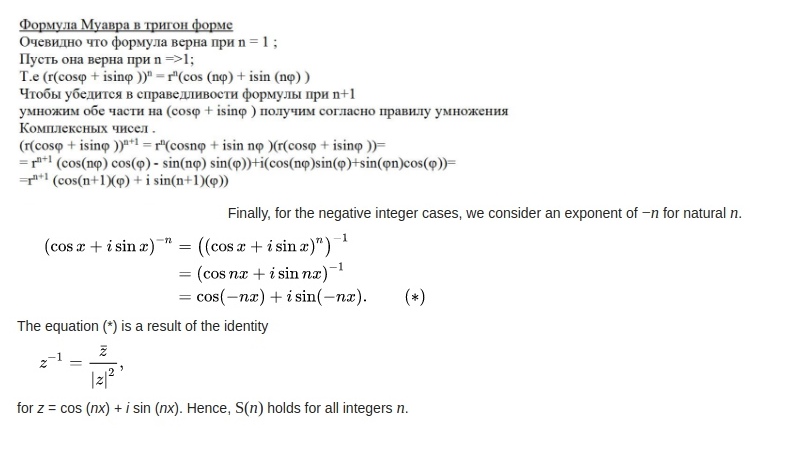 Формула Муавра в тригон форме
Очевидно что формула верна при n = 1 ;
Пусть она верна при n =>1;
Т.е (r(cosφ + isinφ ))ⁿ = rⁿ(cos (nφ) + isin (nφ) )
Чтобы убедится в справедливости формулы при n+1
умножим обе части на (cosφ + isinφ ) получим согласно правилу умножения
Комплексных чисел .
(r(cosφ + isinφ ))ⁿ⁺¹ = rⁿ(cosnφ + isin nφ )(r(cosφ + isinφ ))=
= rⁿ⁺¹ (cos(nφ) cos(φ) - sin(nφ) sin(φ))+i(cos(nφ)sin(φ)+sin(φn)cos(φ))=
=rⁿ⁺¹ (cos(n+1)(φ) + i sin(n+1)(φ))
Finally, for the negative integer cases, we consider an exponent of −n for natural n.
(cos x + i sin x)⁻ⁿ = ((cos x + i sin x)ⁿ)⁻¹
= (cos nx + i sin nx)⁻¹
= cos(−nx) + i sin(−nx). (*)
The equation (*) is a result of the identity
z⁻¹ = z̄ / |z|²,
for z = cos (nx) + i sin (nx). Hence, S(n) holds for all integers n.